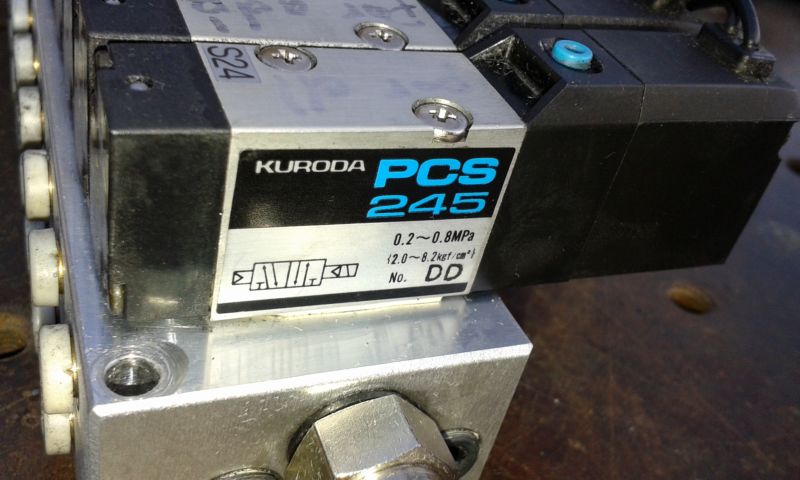 S24
KURODA PCS
245
0.2～0.8MPa
{2.0～8.2kgf/cm²}
No. DD